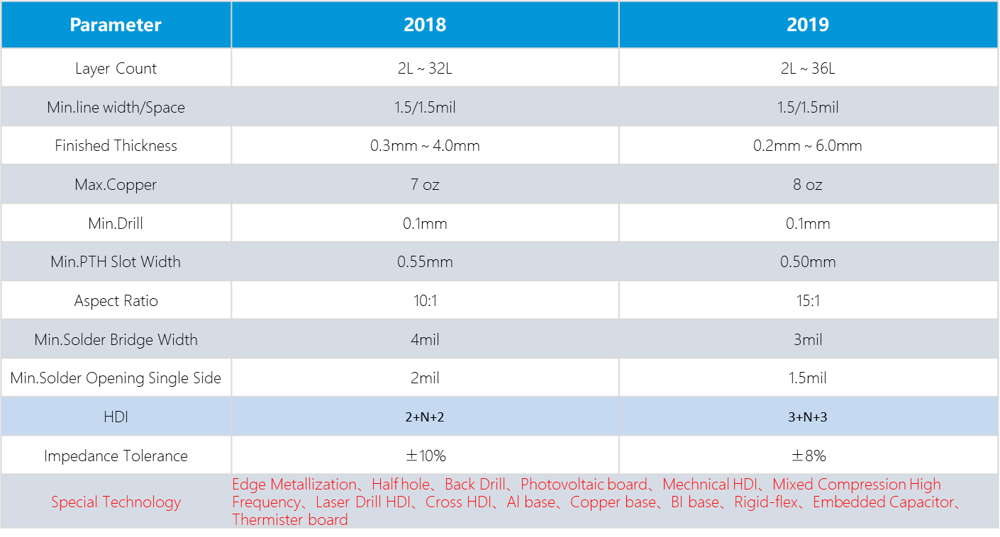 Parameter 2018 2019
Layer Count 2L ~ 32L 2L ~ 36L
Min.line width/Space 1.5/1.5mil 1.5/1.5mil
Finished Thickness 0.3mm ~ 4.0mm 0.2mm ~ 6.0mm
Max.Copper 7 oz 8 oz
Min.Drill 0.1mm 0.1mm
Min.PTH Slot Width 0.55mm 0.50mm
Aspect Ratio 10:1 15:1
Min.Solder Bridge Width 4mil 3mil
Min.Solder Opening Single Side 2mil 1.5mil
HDI 2+N+2 3+N+3
Impedance Tolerance ±10% ±8%
Special Technology
Edge Metallization、Half hole、Back Drill、Photovoltaic board、Mechnical HDI、Mixed Compression High
Frequency、Laser Drill HDI、Cross HDI、Al base、Copper base、BI base、Rigid-flex、Embedded Capacitor、
Thermister board